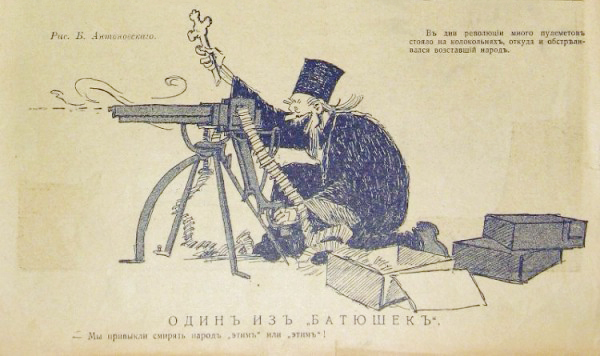 Рис. Б. Антоновскаго.
Въ дни революціи много пулеметовъ
стояло на колокольняхъ, откуда и обстрѣли-
вался возставшій народъ.
ОДИНЪ ИЗЪ „БАТЮШЕКЪ“.
— Мы привыкли смирять народъ „этимъ“ или „этимъ“!